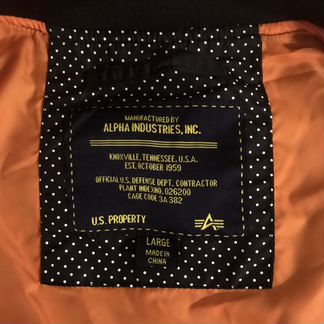 MANUFACTURED BY
ALPHA INDUSTRIES, INC.
KNOXVILLE, TENNESSEE, U.S.A.
EST. OCTOBER 1959
OFFICIAL U.S. DEFENSE DEPT. CONTRACTOR
PLANT INDEX NO. 026200
CAGE CODE 3A 382
U.S. PROPERTY
LARGE
MADE IN
CHINA